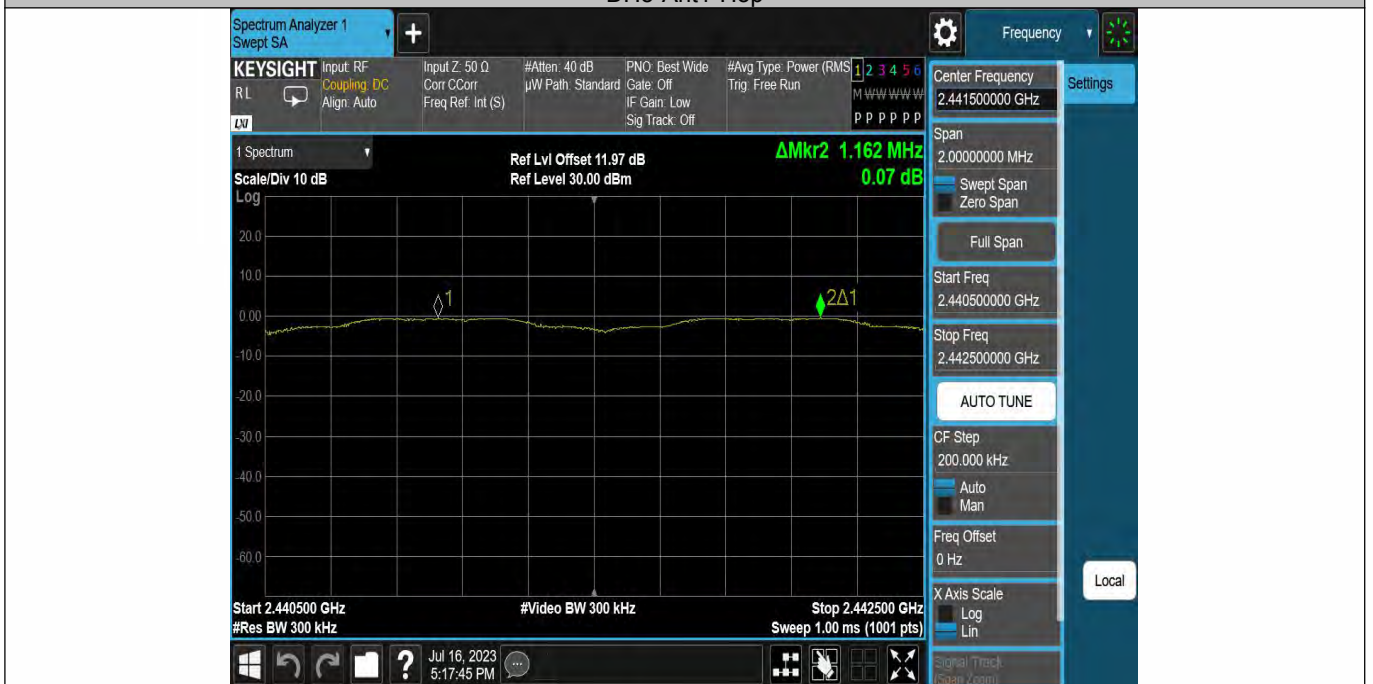 Spectrum Analyzer 1
Swept SA
Frequency
KEYSIGHT
RL
LXI
Input: RF
Coupling: DC
Align: Auto
Input Z: 50 Ω
Corr CCorr
Freq Ref: Int (S)
#Atten: 40 dB
µW Path: Standard
PNO: Best Wide
Gate: Off
IF Gain: Low
Sig Track: Off
#Avg Type: Power (RMS
Trig: Free Run
1 2 3 4 5 6
M W W W W W
P P P P P P
1 Spectrum
Scale/Div 10 dB
Log
Ref Lvl Offset 11.97 dB
Ref Level 30.00 dBm
ΔMkr2 1.162 MHz
0.07 dB
20.0
10.0
0.00
-10.0
-20.0
-30.0
-40.0
-50.0
-60.0
1
2Δ1
Start 2.440500 GHz
#Res BW 300 kHz
#Video BW 300 kHz
Stop 2.442500 GHz
Sweep 1.00 ms (1001 pts)
Jul 16, 2023
5:17:45 PM
Center Frequency
2.441500000 GHz
Settings
Span
2.00000000 MHz
Swept Span
Zero Span
Full Span
Start Freq
2.440500000 GHz
Stop Freq
2.442500000 GHz
AUTO TUNE
CF Step
200.000 kHz
Auto
Man
Freq Offset
0 Hz
X Axis Scale
Log
Lin
Signal Track
(Span Zoom)
Local